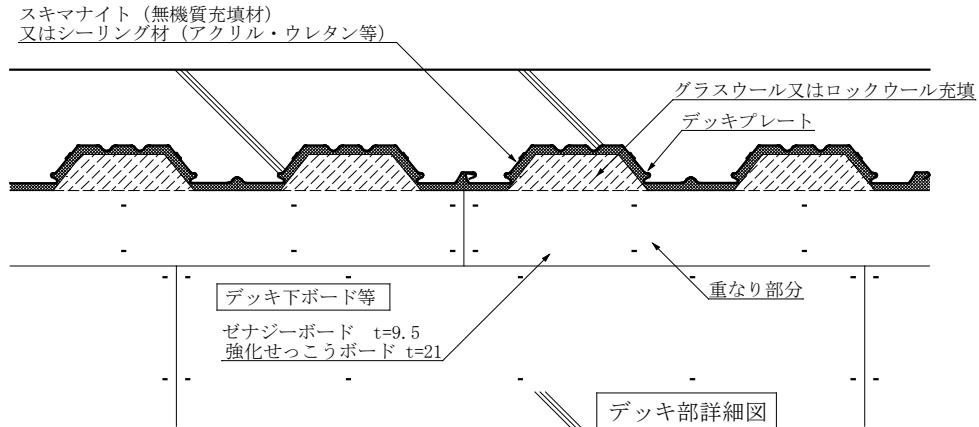 スキマナイト（無機質充填材）
又はシーリング材（アクリル・ウレタン等）
グラスウール又はロックウール充填
デッキプレート
重なり部分
デッキ下ボード等
ゼナジーボード　t=9.5
強化せっこうボード t=21
デッキ部詳細図